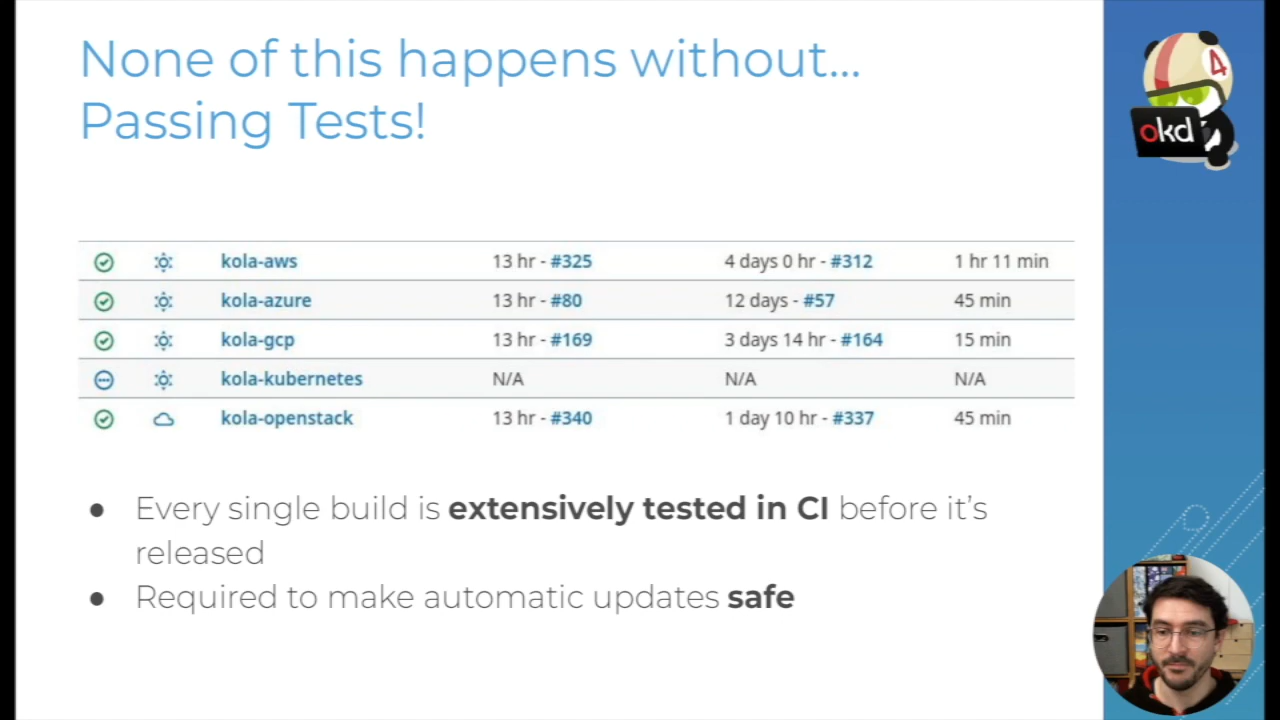 None of this happens without...
Passing Tests!
4
okd
kola-aws 13 hr - #325 4 days 0 hr - #312 1 hr 11 min
kola-azure 13 hr - #80 12 days - #57 45 min
kola-gcp 13 hr - #169 3 days 14 hr - #164 15 min
kola-kubernetes N/A N/A N/A
kola-openstack 13 hr - #340 1 day 10 hr - #337 45 min
● Every single build is extensively tested in CI before it's
released
● Required to make automatic updates safe